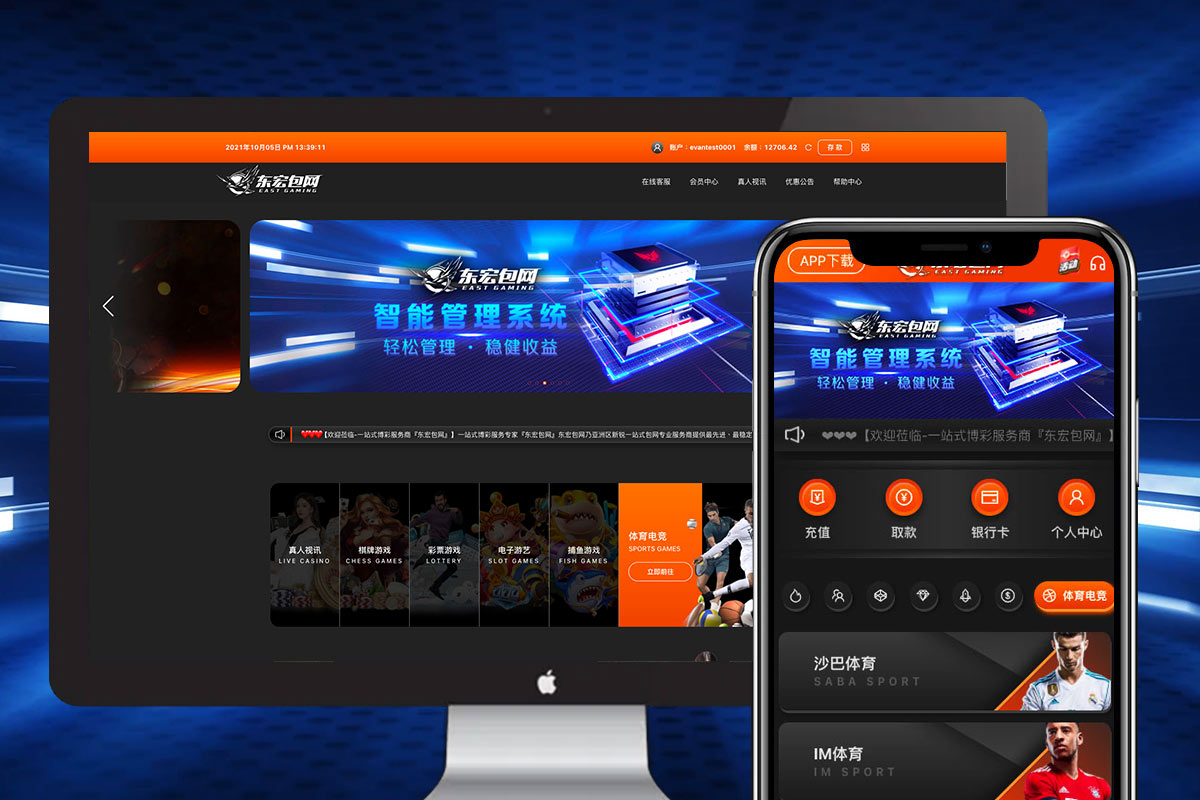 2021年10月05日 PM 13:39:11
账户：evantest0001 余额：12706.42 存款
东宏包网
EAST GAMING
在线客服 会员中心 真人视讯 优惠公告 帮助中心
东宏包网
EAST GAMING
智能管理系统
轻松管理 · 稳健收益
【欢迎莅临-一站式博彩服务商『东宏包网』】一站式博彩服务专家『东宏包网』东宏包网乃亚洲区新锐一站式包网专业服务商提供最先进、最稳定
真人视讯
LIVE CASINO
棋牌游戏
CHESS GAMES
彩票游戏
LOTTERY
电子游艺
SLOT GAMES
捕鱼游戏
FISH GAMES
体育电竞
SPORTS GAMES
立即前往
APP下载
EAST GAMING
活动
东宏包网
EAST GAMING
智能管理系统
轻松管理 · 稳健收益
【欢迎莅临-一站式博彩服务商『东宏包网』】
充值 取款 银行卡 个人中心
体育电竞
沙巴体育
SABA SPORT
IM体育
IM SPORT